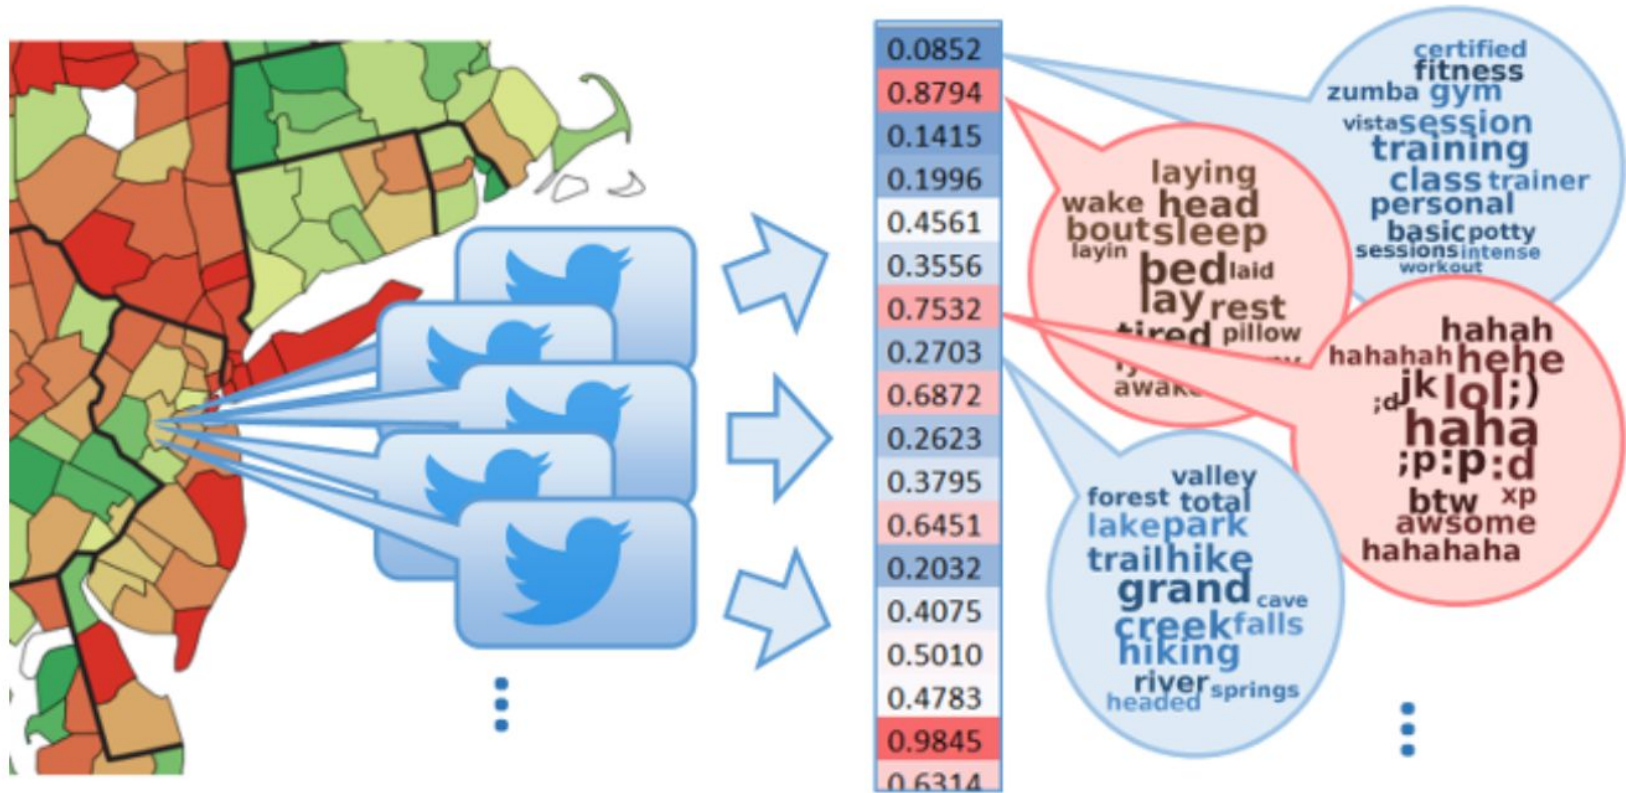 0.0852
0.8794
0.1415
0.1996
0.4561
0.3556
0.7532
0.2703
0.6872
0.2623
0.3795
0.6451
0.2032
0.4075
0.5010
0.4783
0.9845
0.6314
certified
fitness
zumba gym
vista session
training
class trainer
personal
basic potty
sessions intense
workout
laying
wake head
bout sleep
layin
bed laid
lay rest
tired pillow
awake
hahah
hahahah hehe
jk lol ;)
;d
haha
;p :p :d
btw xp
awsome
hahahaha
valley
forest total
lake park
trail hike
grand cave
creek falls
hiking
river springs
headed